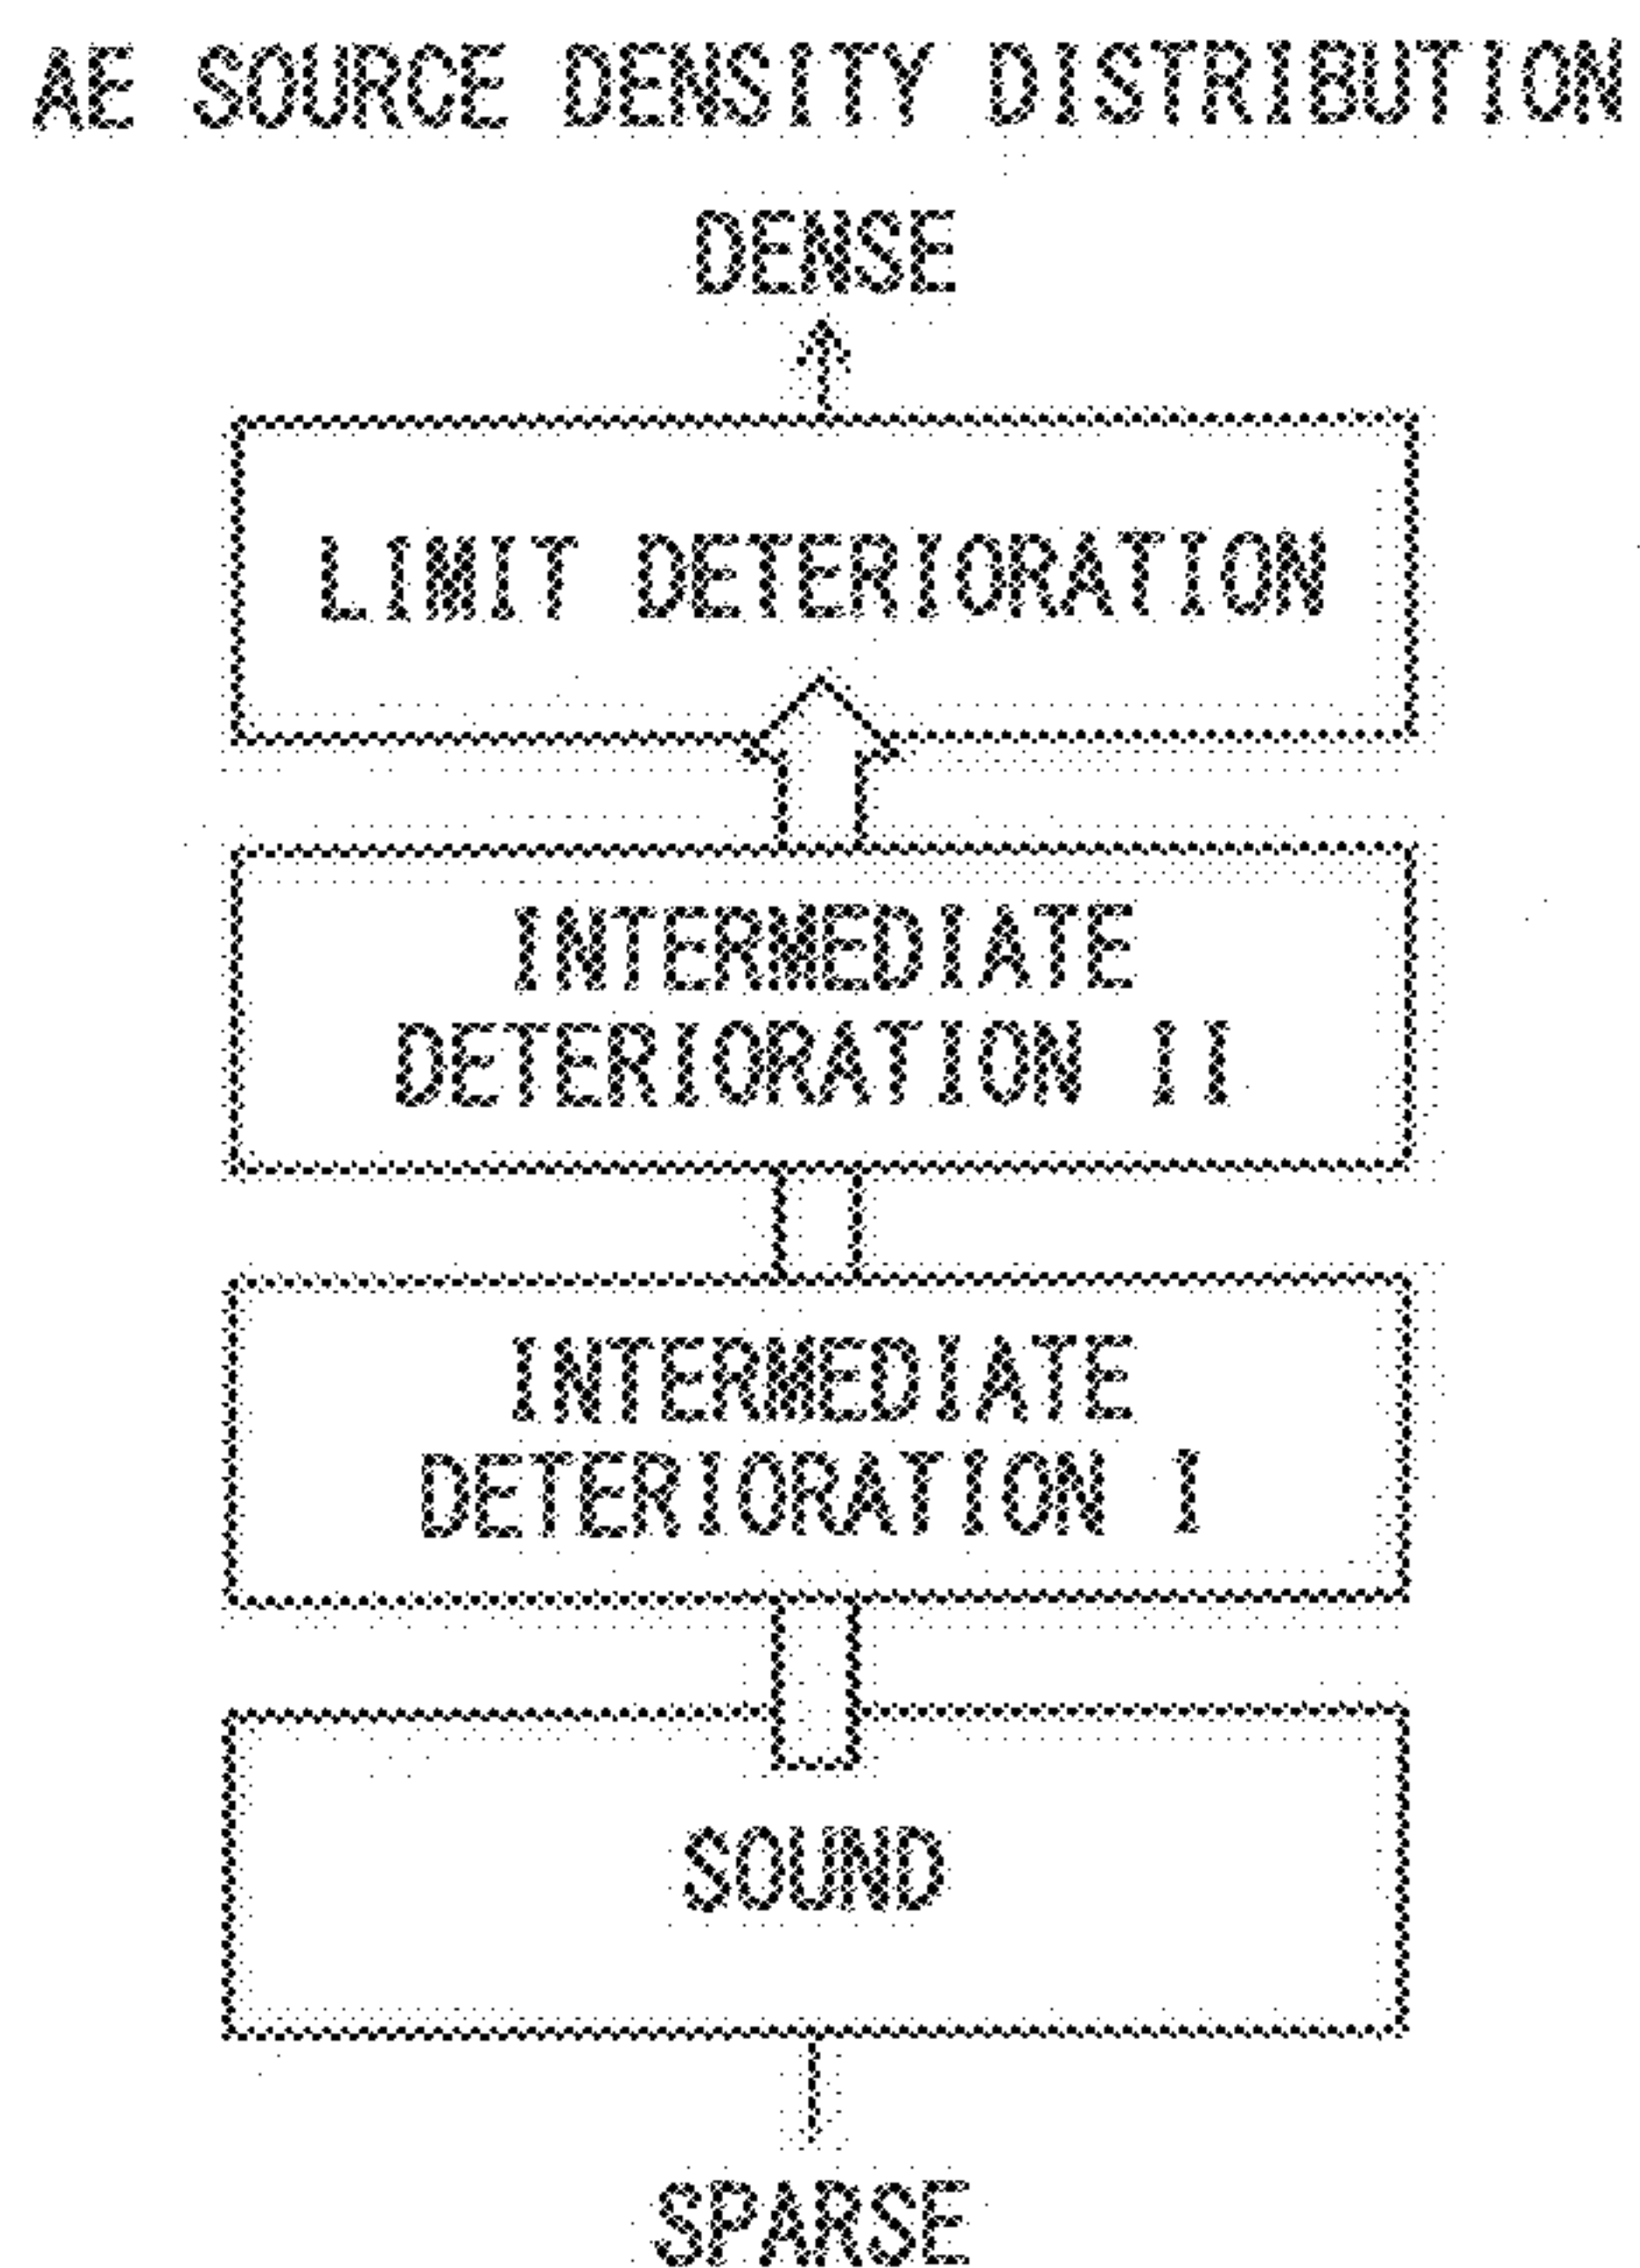 AE SOURCE DENSITY DISTRIBUTION
DENSE
LIMIT DETERIORATION
INTERMEDIATE
DETERIORATION II
INTERMEDIATE
DETERIORATION I
SOUND
SPARSE